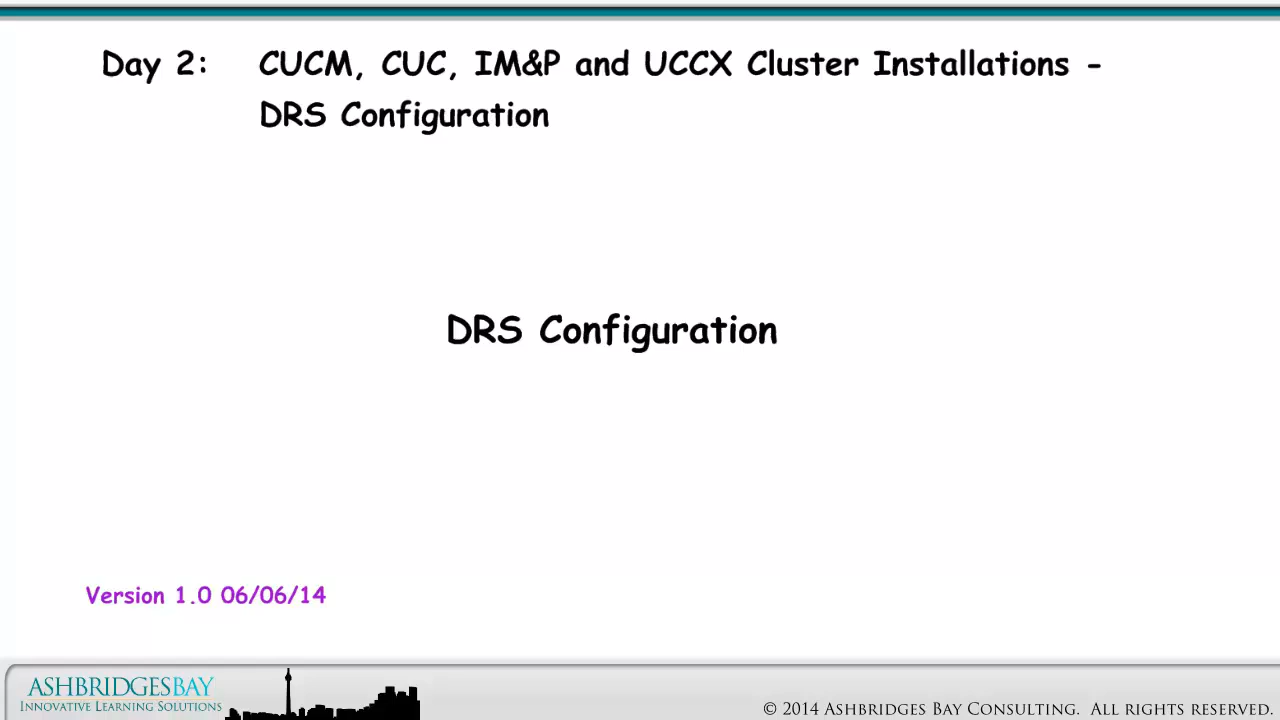 Day 2: CUCM, CUC, IM&P and UCCX Cluster Installations -
DRS Configuration
DRS Configuration
Version 1.0 06/06/14
ASHBRIDGESBAY
INNOVATIVE LEARNING SOLUTIONS
© 2014 ASHBRIDGES BAY CONSULTING. ALL RIGHTS RESERVED.